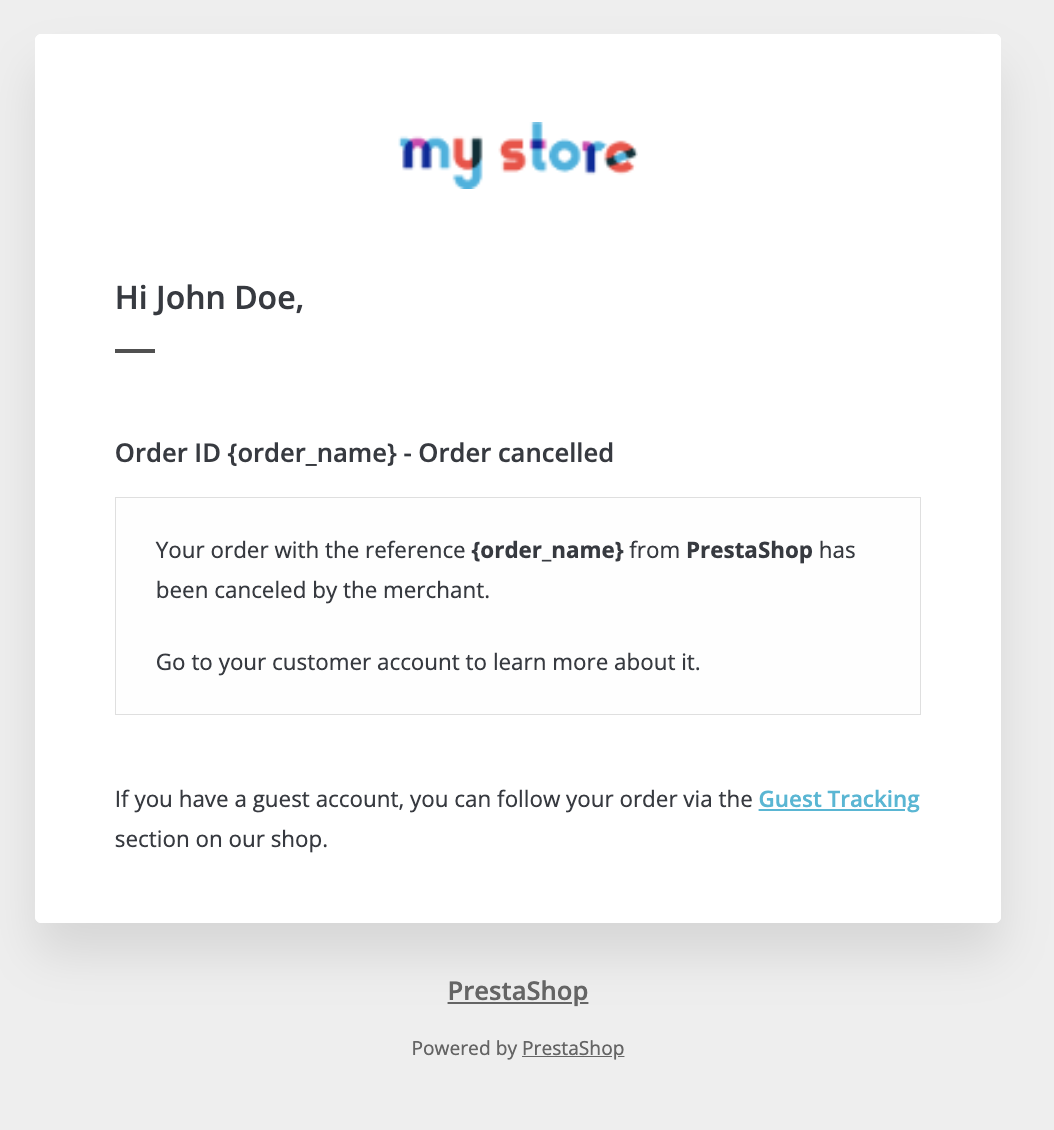 my store
Hi John Doe,
Order ID {order_name} - Order cancelled
Your order with the reference {order_name} from PrestaShop has
been canceled by the merchant.
Go to your customer account to learn more about it.
If you have a guest account, you can follow your order via the Guest Tracking
section on our shop.
PrestaShop
Powered by PrestaShop